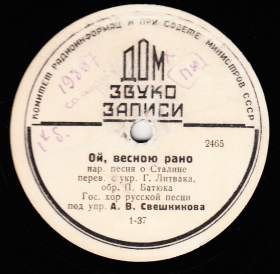 КОМИТЕТ РАДИОИНФОРМАЦ И ПРИ СОВЕТЕ МИНИСТРОВ СССР
ДОМ
ЗВУКО
ЗАПИСИ
2465
Ой, весною рано
нар. песня о Сталине
перев. с укр. Г. Литвака,
обр. П. Батюка
Гос. хор русской песни
под упр. А. В. Свешникова
1-37